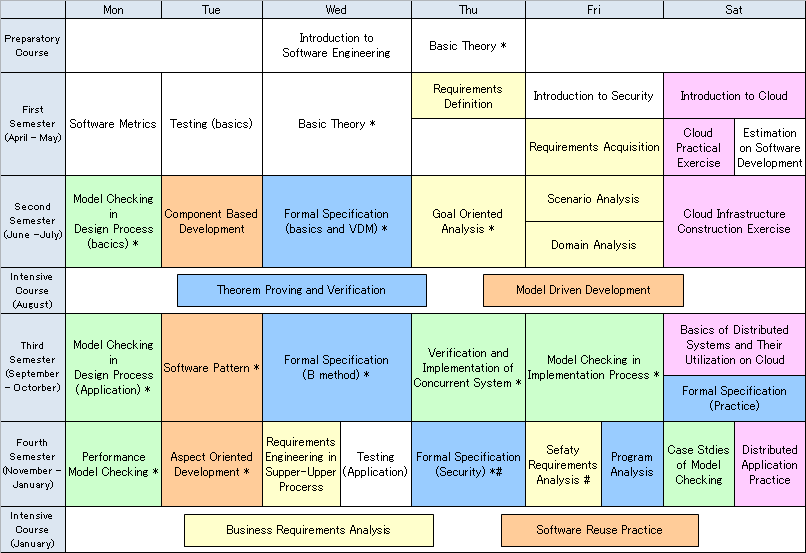 Mon Tue Wed Thu Fri Sat
Preparatory
Course
Introduction to
Software Engineering
Basic Theory *
First
Semester
(April - May)
Software Metrics
Testing (basics)
Basic Theory *
Requirements
Definition
Introduction to Security
Requirements Acquisition
Introduction to Cloud
Cloud
Practical
Exercise
Estimation
on Software
Development
Second
Semester
(June -July)
Model Checking
in
Design Process
(bacics) *
Component Based
Development
Formal Specification
(basics and VDM) *
Goal Oriented
Analysis *
Scenario Analysis
Domain Analysis
Cloud Infrastructure
Construction Exercise
Intensive
Course
(August)
Theorem Proving and Verification
Model Driven Development
Third
Semester
(September
- Octorber)
Model Checking
in
Design Process
(Application) *
Software Pattern *
Formal Specification
(B method) *
Verification and
Implementation of
Concurrent System *
Model Checking in
Implementation Process *
Basics of Distributed
Systems and Their
Utilization on Cloud
Formal Specification
(Practice)
Fourth
Semester
(November -
January)
Performance
Model Checking *
Aspect Oriented
Development *
Requirements
Engineering in
Supper-Upper
Processs
Testing
(Application)
Formal Specification
(Security) *#
Sefaty
Requirements
Analysis #
Program
Analysis
Case Stdies
of Model
Checking
Distributed
Application
Practice
Intensive
Course
(January)
Business Requirements Analysis
Software Reuse Practice